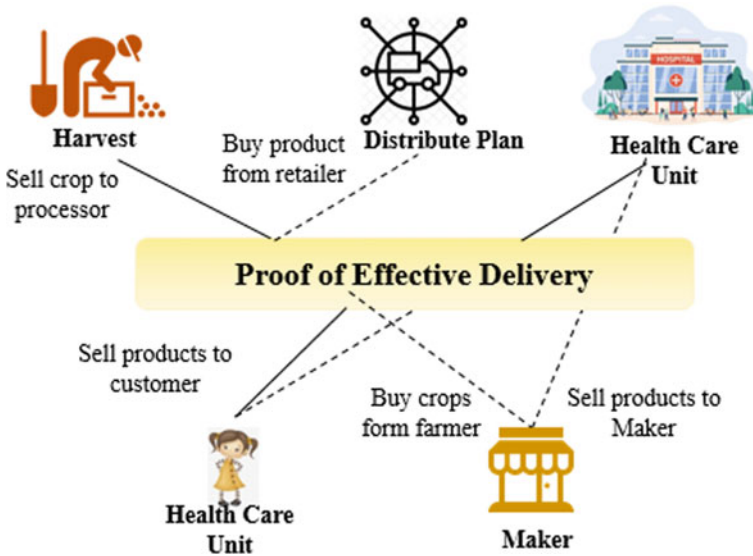 HOSPITAL
Harvest
Buy product
from retailer
Distribute Plan
Health Care
Unit
Sell crop to
processor
Proof of Effective Delivery
Sell products to
customer
Buy crops
form farmer
Sell products to
Maker
Health Care
Unit
Maker